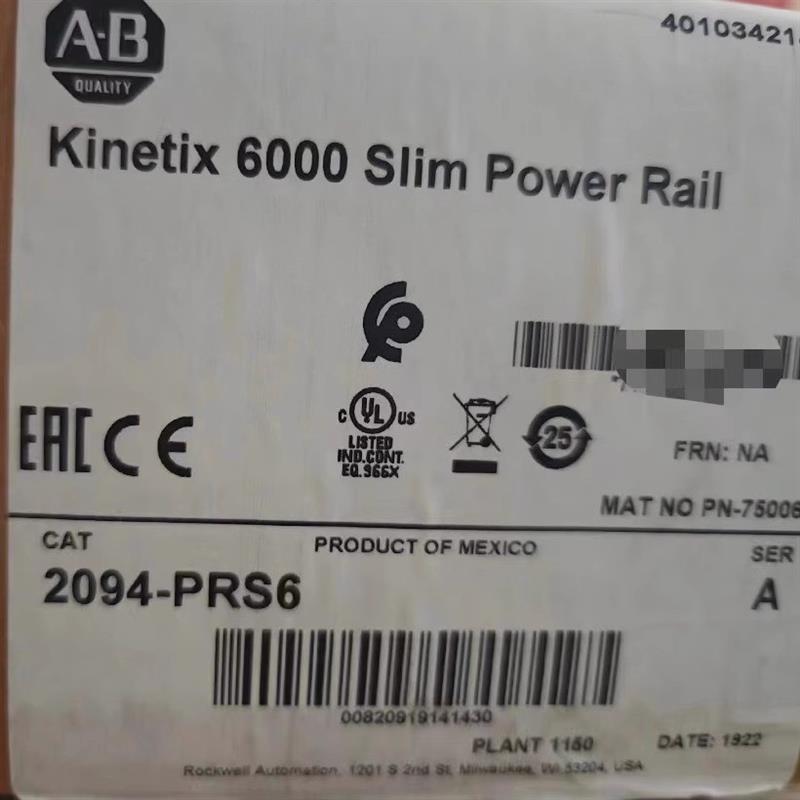 A-B
QUALITY
40103421
Kinetix 6000 Slim Power Rail
EAC CE
C UL US
LISTED
IND.CONT.
EQ.966X
25
FRN: NA
MAT NO PN-75006
CAT
PRODUCT OF MEXICO
SER
2094-PRS6
A
00820919141430
PLANT 1150
DATE: 1922
Rockwell Automation, 1201 S 2nd St, Milwaukee, WI 53204, USA